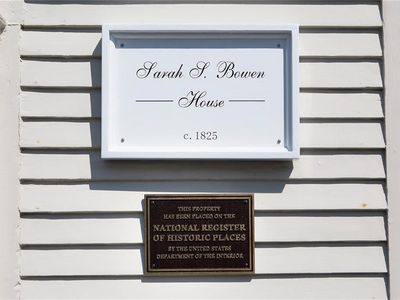 Sarah S. Bowen
House
c. 1825
THIS PROPERTY
HAS BEEN PLACED ON THE
NATIONAL REGISTER
OF HISTORIC PLACES
BY THE UNITED STATES
DEPARTMENT OF THE INTERIOR